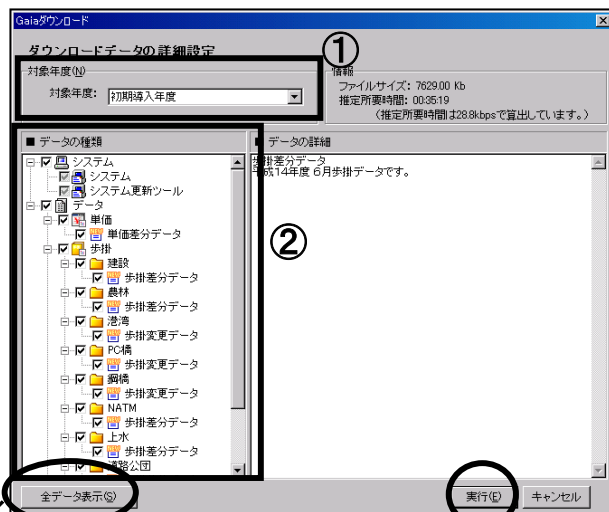 Gaiaダウンロード
ダウンロードデータの詳細設定
①
対象年度(N)
対象年度:
初期導入年度
情報
ファイルサイズ: 7629.00 Kb
推定所要時間: 00:35:19
(推定所要時間は28.8kbpsで算出しています。)
■ データの種類
システム
システム
システム更新ツール
データ
単価
単価差分データ
歩掛
建設
歩掛差分データ
農林
歩掛差分データ
港湾
歩掛変更データ
PC橋
歩掛変更データ
鋼橋
歩掛変更データ
NATM
歩掛差分データ
上水
歩掛差分データ
道路公団
■ データの詳細
歩掛差分データ
平成14年度 6月歩掛データです。
②
全データ表示(S)
実行(E)
キャンセル